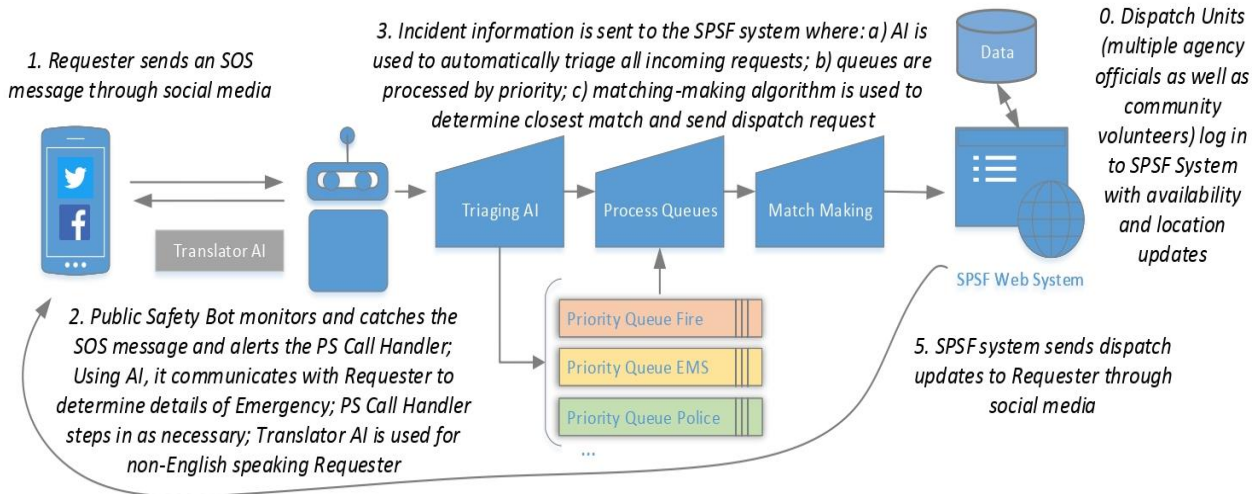 1. Requester sends an SOS
message through social media
3. Incident information is sent to the SPSF system where: a) AI is
used to automatically triage all incoming requests; b) queues are
processed by priority; c) matching-making algorithm is used to
determine closest match and send dispatch request
0. Dispatch Units
(multiple agency
officials as well as
community
volunteers) log in
to SPSF System
with availability
and location
updates
Data
Translator AI
Triaging AI
Process Queues
Match Making
SPSF Web System
2. Public Safety Bot monitors and catches the
SOS message and alerts the PS Call Handler;
Using AI, it communicates with Requester to
determine details of Emergency; PS Call Handler
steps in as necessary; Translator AI is used for
non-English speaking Requester
Priority Queue Fire
Priority Queue EMS
Priority Queue Police
...
5. SPSF system sends dispatch
updates to Requester through
social media